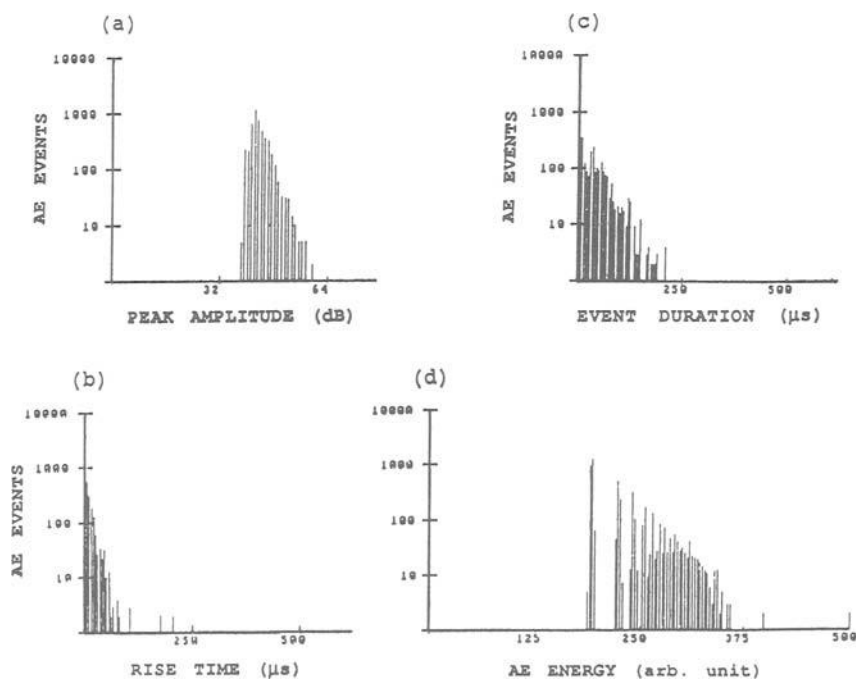 (a)
10000
1000
100
10
AE EVENTS
32
64
PEAK AMPLITUDE (dB)
(c)
10000
1000
100
10
AE EVENTS
250
500
EVENT DURATION (µs)
(b)
10000
1000
100
10
AE EVENTS
250
500
RISE TIME (µs)
(d)
10000
1000
100
10
125
250
375
500
AE ENERGY (arb. unit)